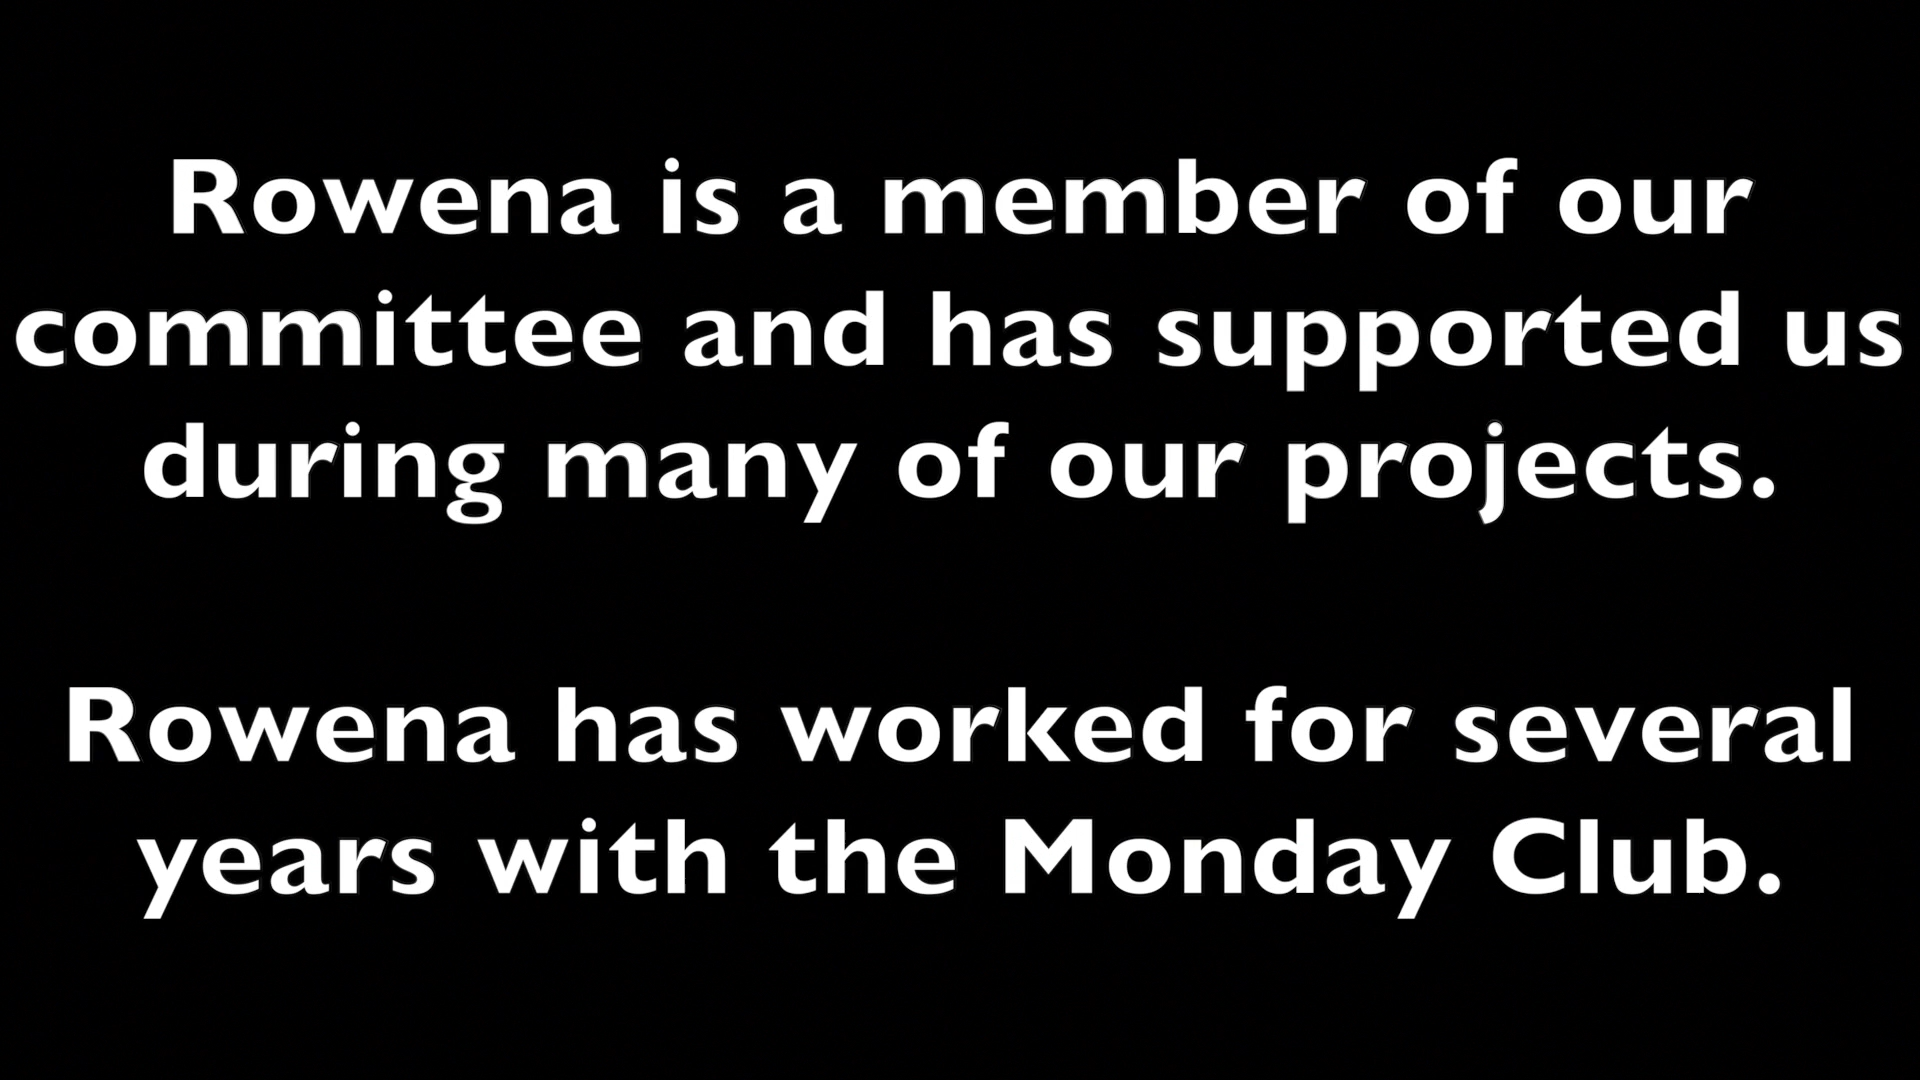 Rowena is a member of our
committee and has supported us
during many of our projects.
Rowena has worked for several
years with the Monday Club.